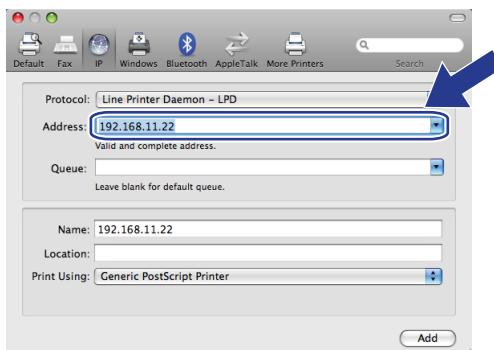 Default Fax IP Windows Bluetooth AppleTalk More Printers Search
Protocol: Line Printer Daemon – LPD
Address: 192.168.11.22
Valid and complete address.
Queue:
Leave blank for default queue.
Name: 192.168.11.22
Location:
Print Using: Generic PostScript Printer
Add